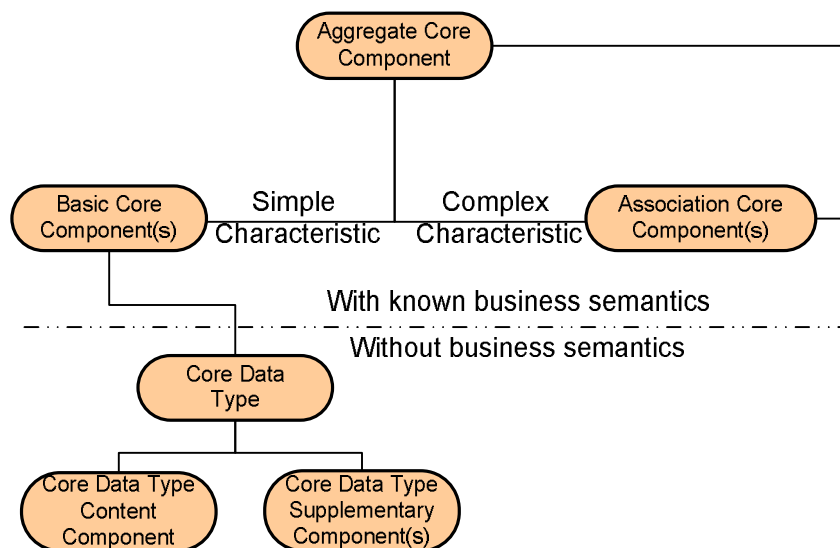 Aggregate Core
Component
Basic Core
Component(s)
Simple
Characteristic
Complex
Characteristic
Association Core
Component(s)
With known business semantics
Without business semantics
Core Data
Type
Core Data Type
Content
Component
Core Data Type
Supplementary
Component(s)